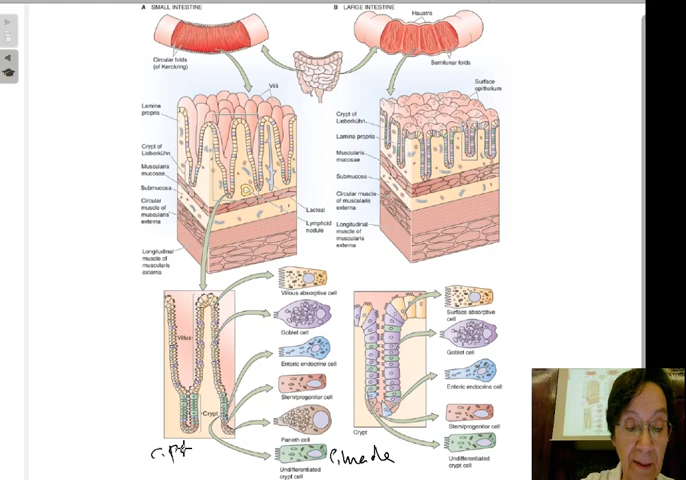 A SMALL INTESTINE
B LARGE INTESTINE
Haustra
Circular folds
(of Kerckring)
Semilunar folds
Villi
Surface
epithelium
Lamina
propria
Crypt of
Lieberkühn
Muscularis
mucosae
Submucosa
Circular
muscle of
muscularis
externa
Longitudinal
muscle of
muscularis
externa
Lacteal
Lymphoid
nodule
Crypt of
Lieberkühn
Lamina propria
Muscularis
mucosae
Submucosa
Circular muscle
of muscularis
externa
Longitudinal
muscle of
muscularis
externa
Villus
Crypt
Villous absorptive cell
Goblet cell
Enteric endocrine cell
Stem/progenitor cell
Paneth cell
Undifferentiated
crypt cell
Crypt
Surface absorptive
cell
Goblet cell
Enteric endocrine cell
Stem/progenitor cell
Undifferentiated
crypt cell